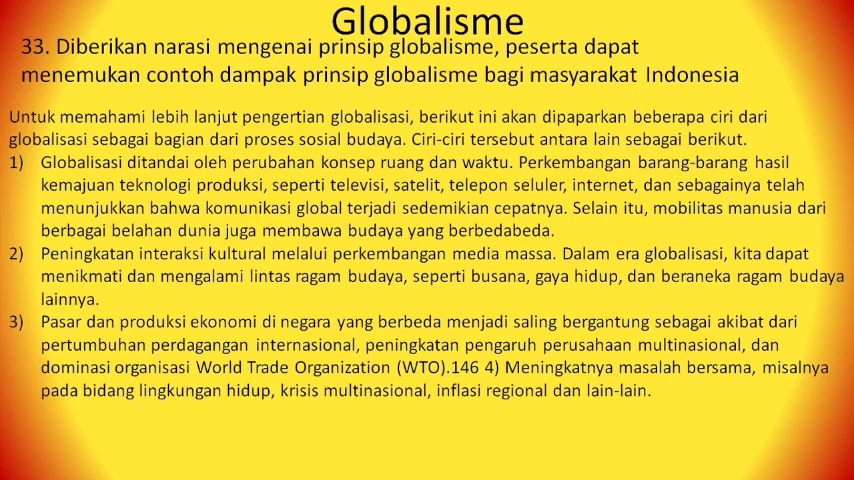 Globalisme
33. Diberikan narasi mengenai prinsip globalisme, peserta dapat
menemukan contoh dampak prinsip globalisme bagi masyarakat Indonesia
Untuk memahami lebih lanjut pengertian globalisasi, berikut ini akan dipaparkan beberapa ciri dari
globalisasi sebagai bagian dari proses sosial budaya. Ciri-ciri tersebut antara lain sebagai berikut.
1) Globalisasi ditandai oleh perubahan konsep ruang dan waktu. Perkembangan barang-barang hasil
kemajuan teknologi produksi, seperti televisi, satelit, telepon seluler, internet, dan sebagainya telah
menunjukkan bahwa komunikasi global terjadi sedemikian cepatnya. Selain itu, mobilitas manusia dari
berbagai belahan dunia juga membawa budaya yang berbedabeda.
2) Peningkatan interaksi kultural melalui perkembangan media massa. Dalam era globalisasi, kita dapat
menikmati dan mengalami lintas ragam budaya, seperti busana, gaya hidup, dan beraneka ragam budaya
lainnya.
3) Pasar dan produksi ekonomi di negara yang berbeda menjadi saling bergantung sebagai akibat dari
pertumbuhan perdagangan internasional, peningkatan pengaruh perusahaan multinasional, dan
dominasi organisasi World Trade Organization (WTO).146 4) Meningkatnya masalah bersama, misalnya
pada bidang lingkungan hidup, krisis multinasional, inflasi regional dan lain-lain.